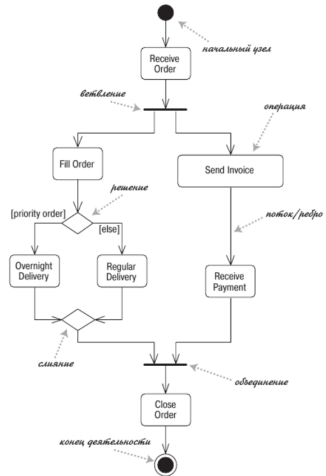 начальный узел
Receive
Order
ветвление
операция
Fill Order
Send Invoice
решение
[priority order]
[else]
поток/ребро
Overnight
Delivery
Regular
Delivery
Receive
Payment
слияние
объединение
Close
Order
конец деятельности